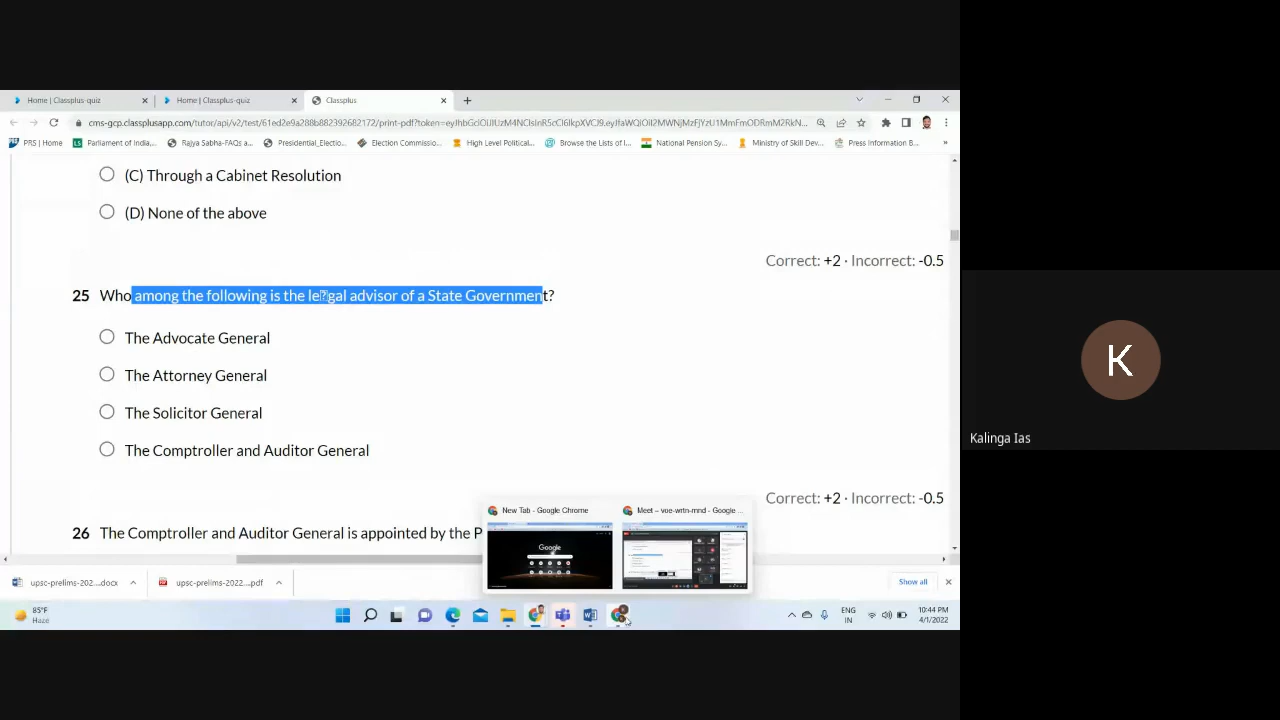 Home | Classplus-quiz
Home | Classplus-quiz
Classplus
PRS | Home
Parliament of India,...
Rajya Sabha-FAQs a...
Presidential_Electio...
Election Commissio...
High Level Political...
Browse the Lists of I...
National Pension Sy...
Ministry of Skill Dev...
Press Information B...
(C) Through a Cabinet Resolution
(D) None of the above
Correct: +2 · Incorrect: -0.5
25 Who among the following is the le?gal advisor of a State Government?
The Advocate General
The Attorney General
The Solicitor General
The Comptroller and Auditor General
Correct: +2 · Incorrect: -0.5
26 The Comptroller and Auditor General is appointed by the P
New Tab - Google Chrome
Meet – voe-wrtn-mnd - Google ...
Google
upsc-prelims-202....docx
upsc-prelims-2022....pdf
Show all
85°F
Haze
ENG
IN
10:44 PM
4/1/2022
K
Kalinga Ias